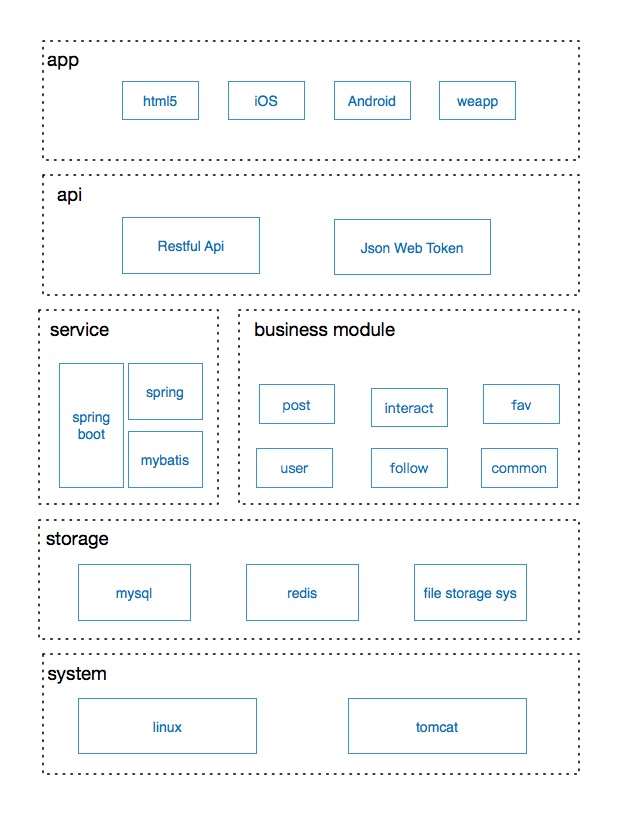 app
html5
iOS
Android
weapp
api
Restful Api
Json Web Token
service
spring
boot
spring
mybatis
business module
post
interact
fav
user
follow
common
storage
mysql
redis
file storage sys
system
linux
tomcat